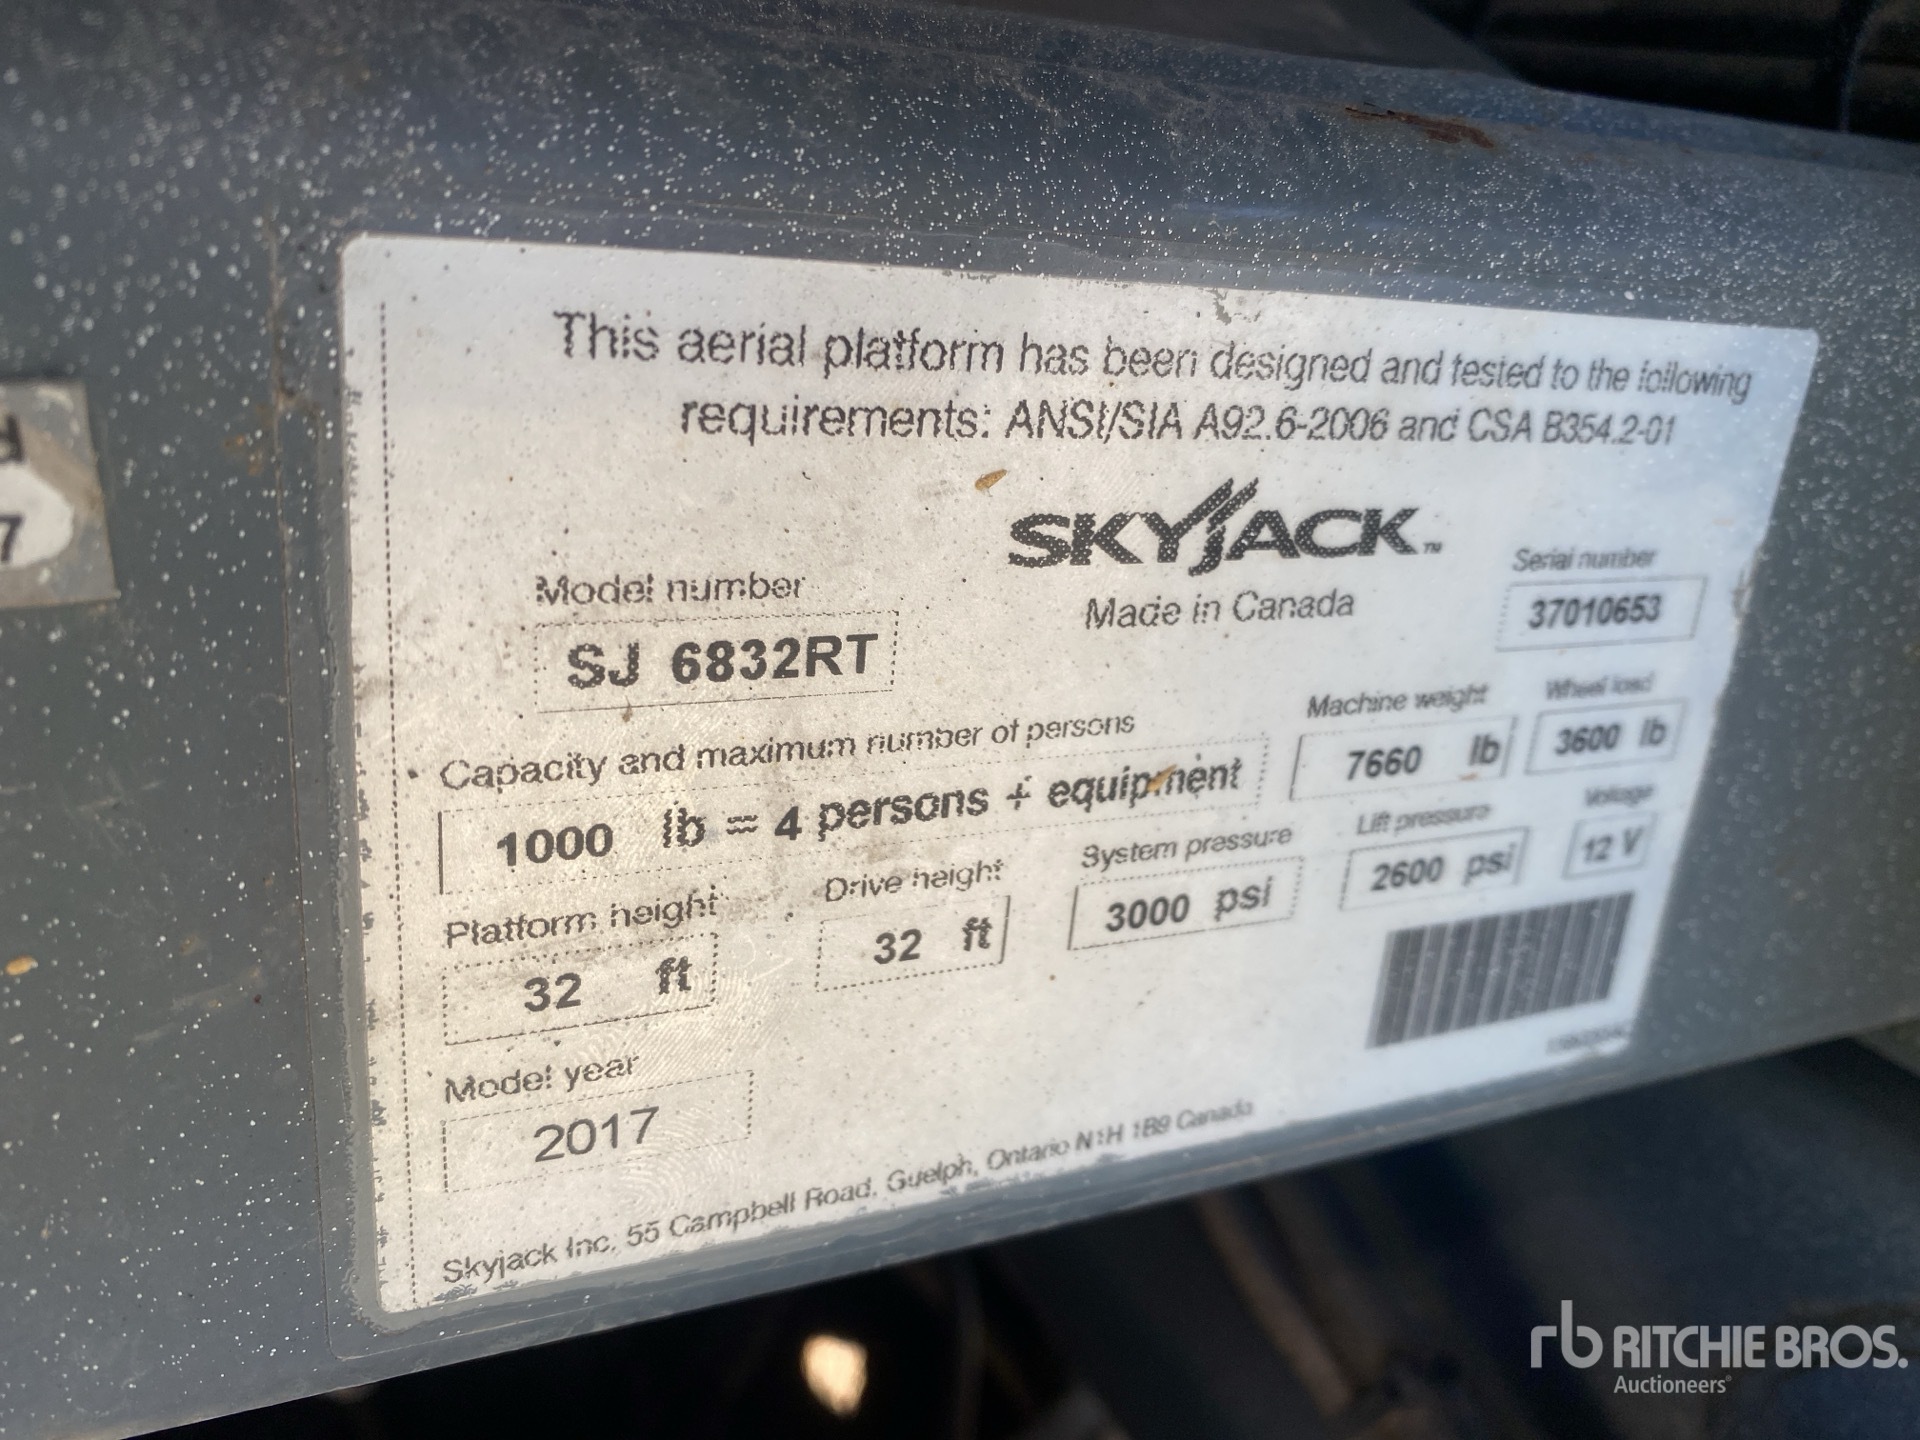 This aerial platform has been designed and tested to the following
requirements: ANSI/SIA A92.6-2006 and CSA B354.2-01
SKYJACK™
Made in Canada
Model number
SJ 6832RT
Serial number
37010653
Capacity and maximum number of persons
1000 lb = 4 persons + equipment
Machine weight
7660 lb
Wheel load
3600 lb
Platform height
32 ft
Drive height
32 ft
System pressure
3000 psi
Lift pressure
2600 psi
Voltage
12 V
Model year
2017
Skyjack Inc. 55 Campbell Road, Guelph, Ontario N1H 1B9 Canada
7
rb RITCHIE BROS.
Auctioneers®